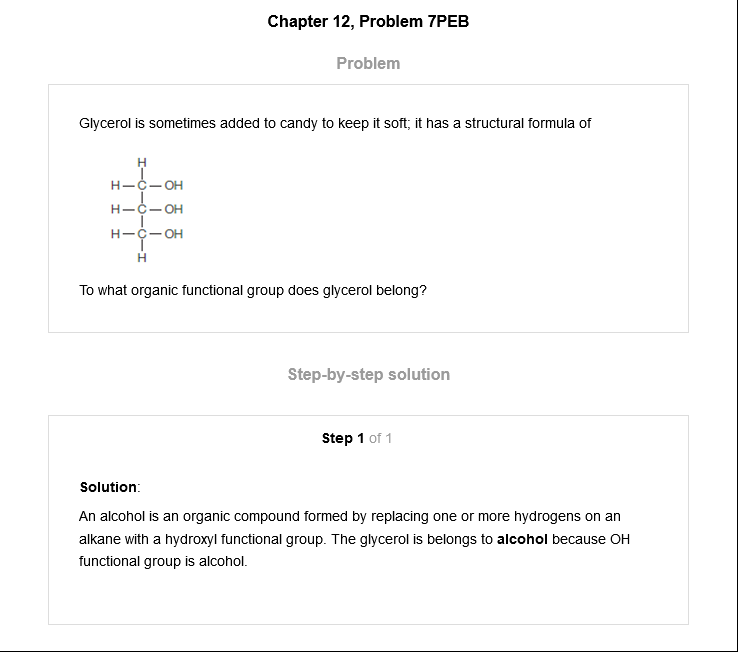 Chapter 12, Problem 7PEB
Problem
Glycerol is sometimes added to candy to keep it soft; it has a structural formula of
H
H—C—OH
H—C—OH
H—C—OH
H
To what organic functional group does glycerol belong?
Step-by-step solution
Step 1 of 1
Solution:
An alcohol is an organic compound formed by replacing one or more hydrogens on an
alkane with a hydroxyl functional group. The glycerol is belongs to alcohol because OH
functional group is alcohol.